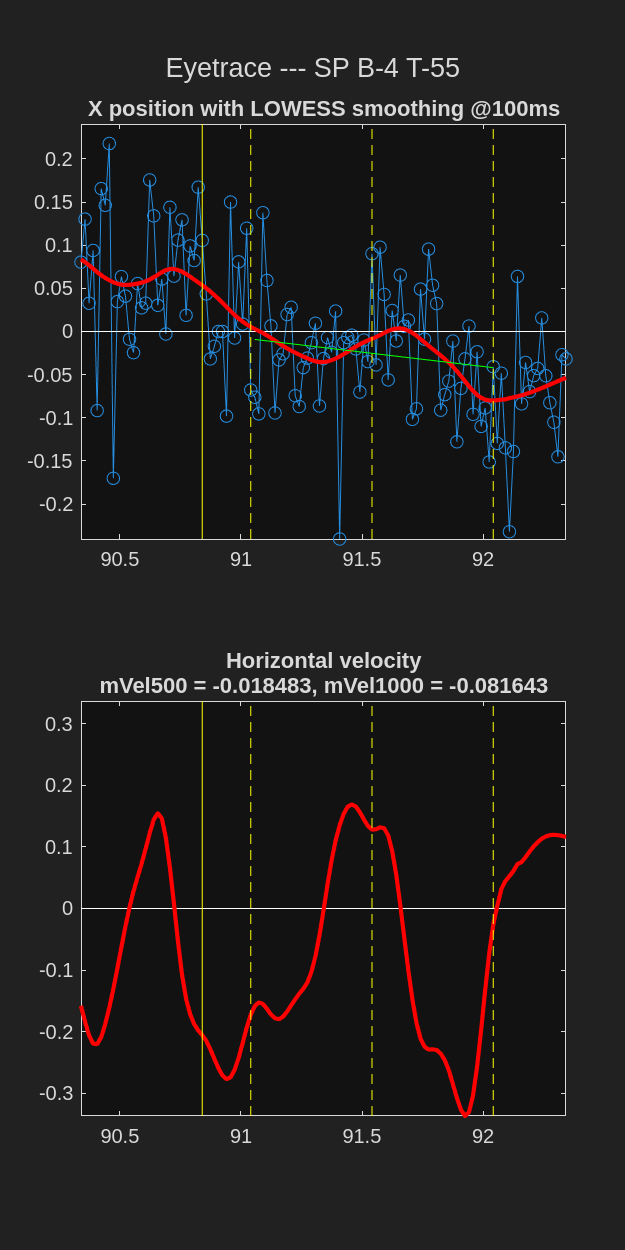 Eyetrace --- SP B-4 T-55
X position with LOWESS smoothing @100ms
0.2
0.15
0.1
0.05
0
-0.05
-0.1
-0.15
-0.2
90.5 91 91.5 92
Horizontal velocity
mVel500 = -0.018483, mVel1000 = -0.081643
0.3
0.2
0.1
0
-0.1
-0.2
-0.3
90.5 91 91.5 92